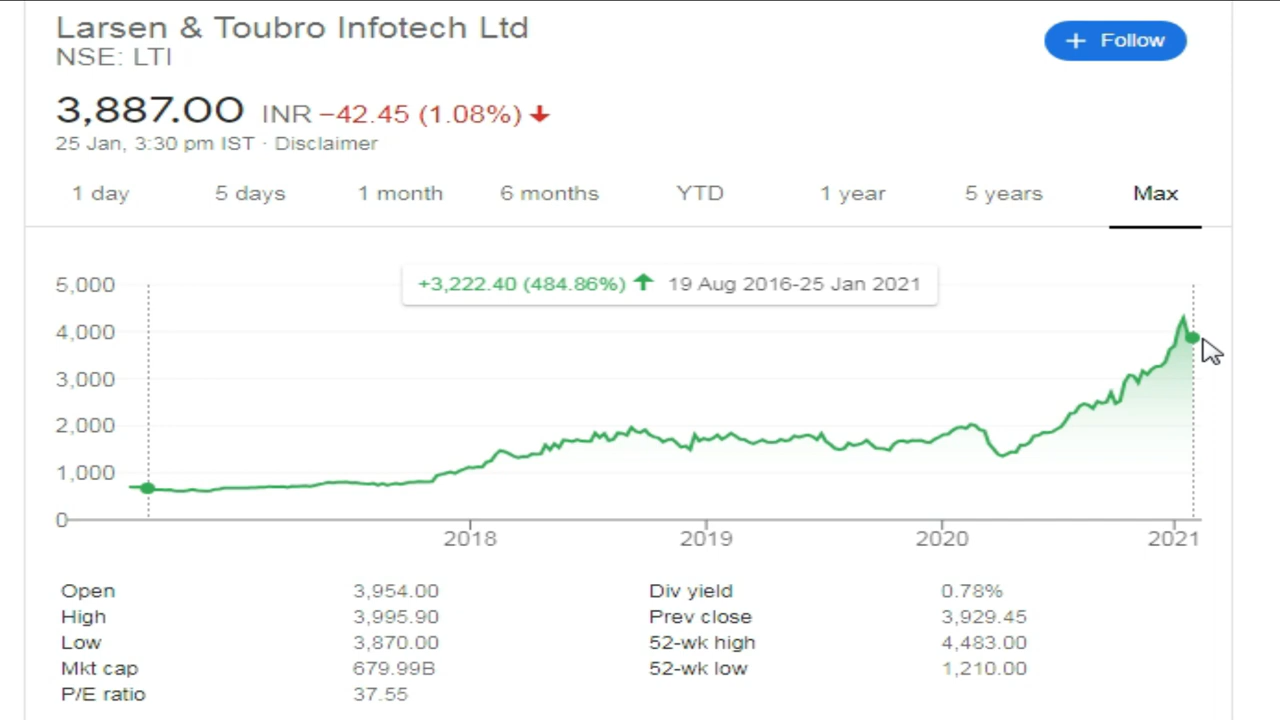 Larsen & Toubro Infotech Ltd
NSE: LTI
+ Follow
3,887.00 INR −42.45 (1.08%)
25 Jan, 3:30 pm IST · Disclaimer
1 day 5 days 1 month 6 months YTD 1 year 5 years Max
+3,222.40 (484.86%) 19 Aug 2016-25 Jan 2021
5,000
4,000
3,000
2,000
1,000
0
2018 2019 2020 2021
Open 3,954.00 Div yield 0.78%
High 3,995.90 Prev close 3,929.45
Low 3,870.00 52-wk high 4,483.00
Mkt cap 679.99B 52-wk low 1,210.00
P/E ratio 37.55